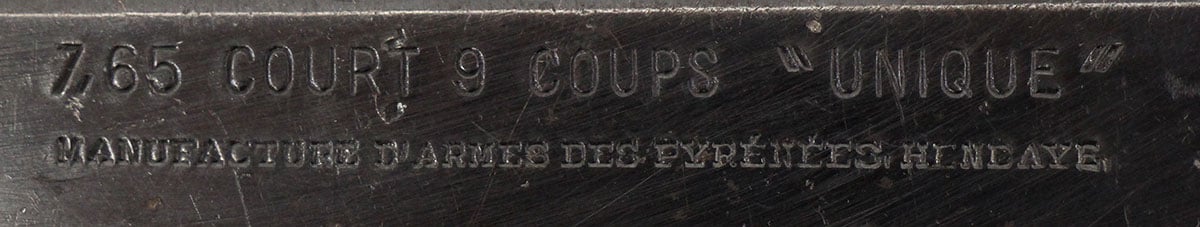 7,65 COURT 9 COUPS "UNIQUE"
MANUFACTURE D'ARMES DES PYRÉNÉES, HENDAYE,